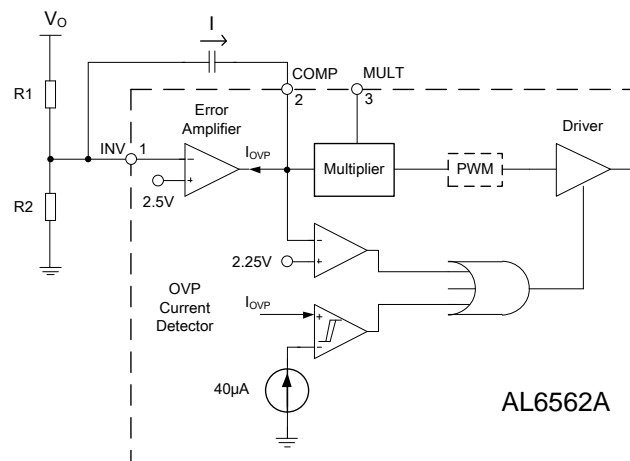 VO
I
R1
R2
COMP
2
MULT
3
Error
Amplifier
INV
1
2.5V
IOVP
Multiplier
PWM
Driver
2.25V
OVP
Current
Detector
IOVP
40μA
AL6562A